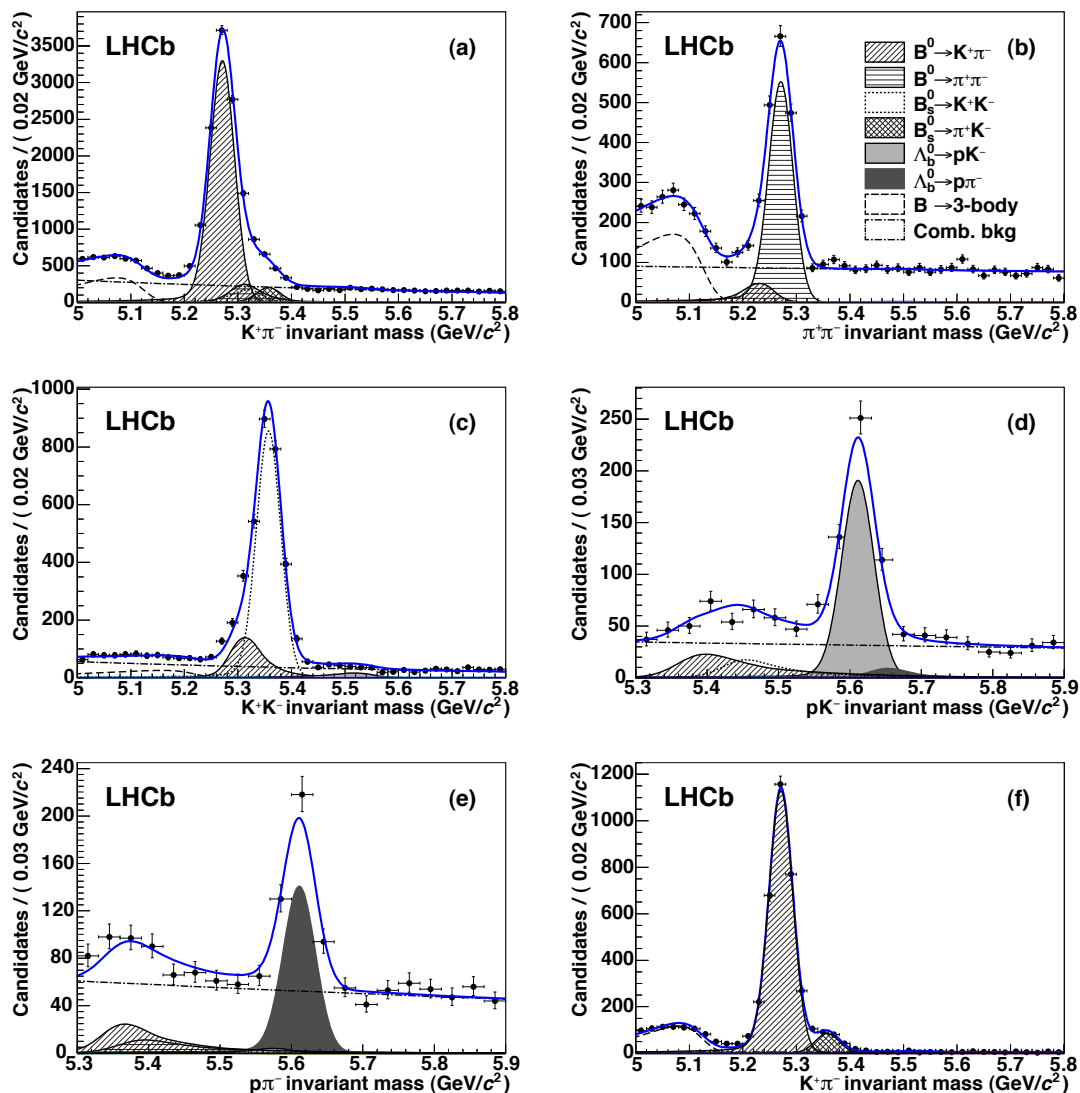 LHCb
(a)
Candidates / ( 0.02 GeV/c²)
0
500
1000
1500
2000
2500
3000
3500
5 5.1 5.2 5.3 5.4 5.5 5.6 5.7 5.8
K⁺π⁻ invariant mass (GeV/c²)
LHCb
(b)
Candidates / ( 0.02 GeV/c²)
0
100
200
300
400
500
600
700
B⁰→K⁺π⁻
B⁰→π⁺π⁻
B⁰ₛ→K⁺K⁻
B⁰ₛ→π⁺K⁻
Λ⁰_b→pK⁻
Λ⁰_b→pπ⁻
B→3-body
Comb. bkg
5 5.1 5.2 5.3 5.4 5.5 5.6 5.7 5.8
π⁺π⁻ invariant mass (GeV/c²)
LHCb
(c)
Candidates / ( 0.02 GeV/c²)
0
200
400
600
800
1000
5 5.1 5.2 5.3 5.4 5.5 5.6 5.7 5.8
K⁺K⁻ invariant mass (GeV/c²)
LHCb
(d)
Candidates / ( 0.03 GeV/c²)
0
50
100
150
200
250
5.3 5.4 5.5 5.6 5.7 5.8 5.9
pK⁻ invariant mass (GeV/c²)
LHCb
(e)
Candidates / ( 0.03 GeV/c²)
0
40
80
120
160
200
240
5.3 5.4 5.5 5.6 5.7 5.8 5.9
pπ⁻ invariant mass (GeV/c²)
LHCb
(f)
Candidates / ( 0.02 GeV/c²)
0
200
400
600
800
1000
1200
5 5.1 5.2 5.3 5.4 5.5 5.6 5.7 5.8
K⁺π⁻ invariant mass (GeV/c²)